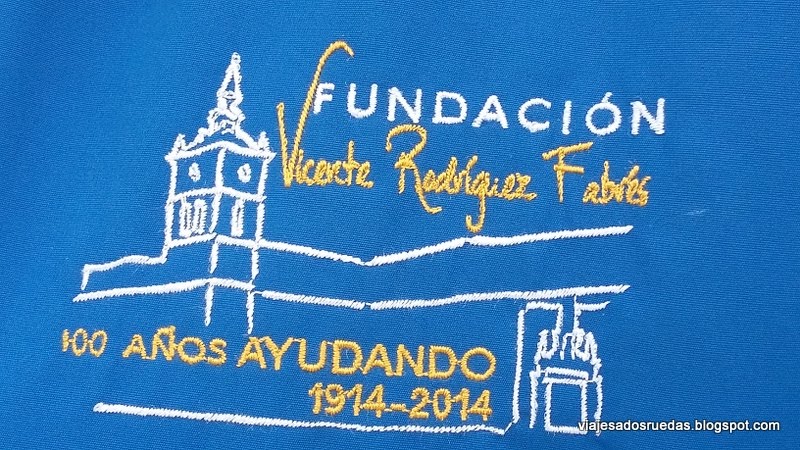 FUNDACIÓN
Vicente Rodríguez Fabrés
100 AÑOS AYUDANDO
1914-2014
viajesadosruedas.blogspot.com